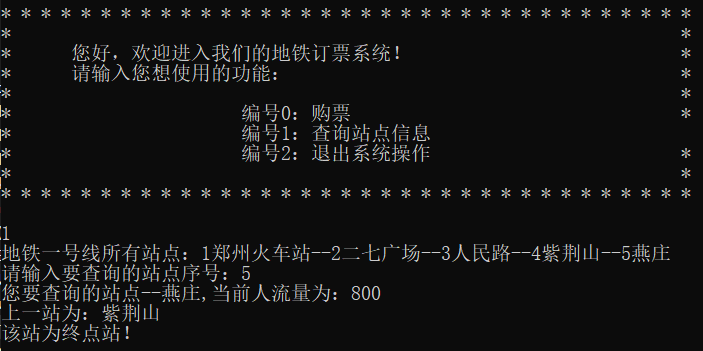 * * * * * * * * * * * * * * * * * * * * * * * * * * * * * * * * * * *
* *
* 您好，欢迎进入我们的地铁订票系统! *
* 请输入您想使用的功能： *
* *
* 编号0：购票 *
* 编号1：查询站点信息
* 编号2：退出系统操作 *
* *
* * * * * * * * * * * * * * * * * * * * * * * * * * * * * * * * * * *
1
地铁一号线所有站点：1郑州火车站--2二七广场--3人民路--4紫荆山--5燕庄
请输入要查询的站点序号：5
您要查询的站点--燕庄,当前人流量为：800
上一站为：紫荆山
该站为终点站！